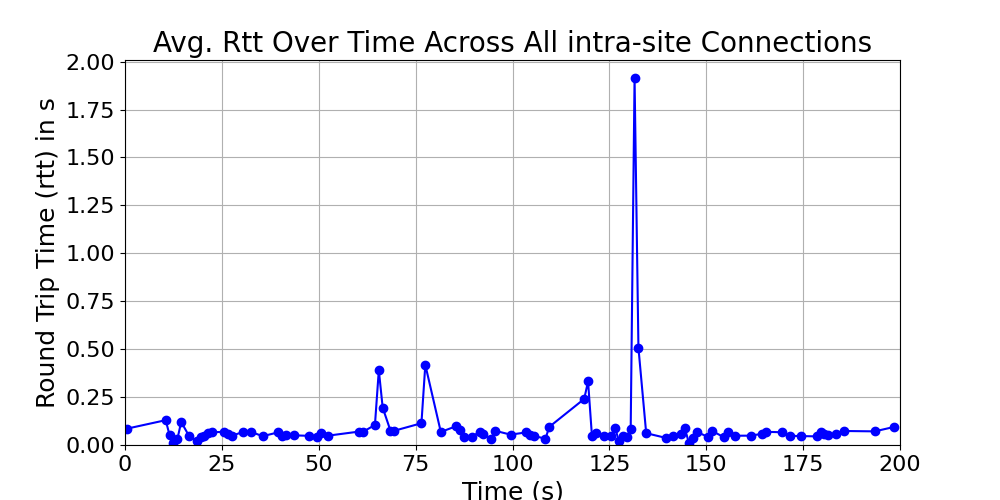 Avg. Rtt Over Time Across All intra-site Connections
Round Trip Time (rtt) in s
2.00
1.75
1.50
1.25
1.00
0.75
0.50
0.25
0.00
0 25 50 75 100 125 150 175 200
Time (s)